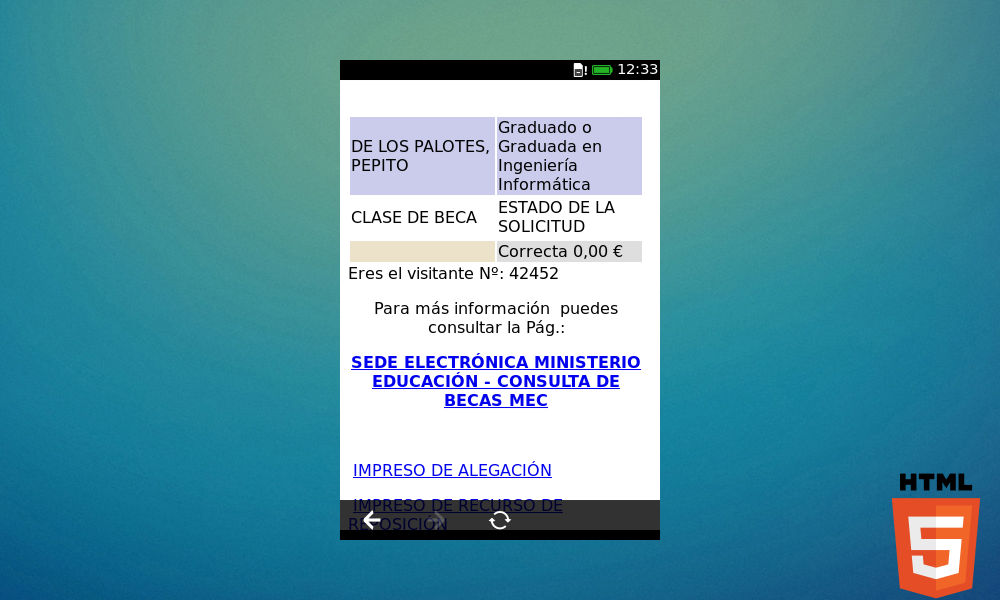 12:33
DE LOS PALOTES,
PEPITO
Graduado o
Graduada en
Ingeniería
Informática
CLASE DE BECA
ESTADO DE LA
SOLICITUD
Correcta 0,00 €
Eres el visitante Nº: 42452
Para más información puedes
consultar la Pág.:
SEDE ELECTRÓNICA MINISTERIO
EDUCACIÓN - CONSULTA DE
BECAS MEC
IMPRESO DE ALEGACIÓN
IMPRESO DE RECURSO DE
REPOSICIÓN
HTML
5